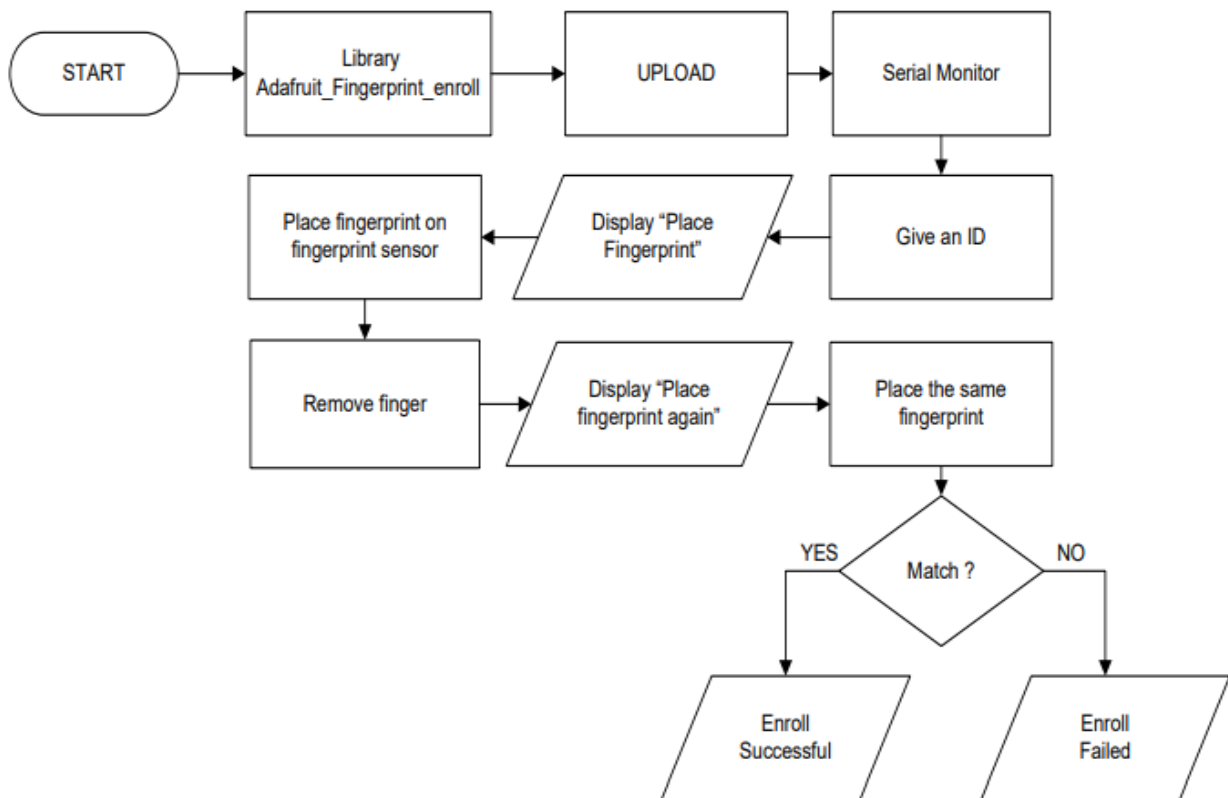 START
Library
Adafruit_Fingerprint_enroll
UPLOAD
Serial Monitor
Give an ID
Display “Place
Fingerprint”
Place fingerprint on
fingerprint sensor
Remove finger
Display “Place
fingerprint again”
Place the same
fingerprint
Match ?
YES
NO
Enroll
Successful
Enroll
Failed